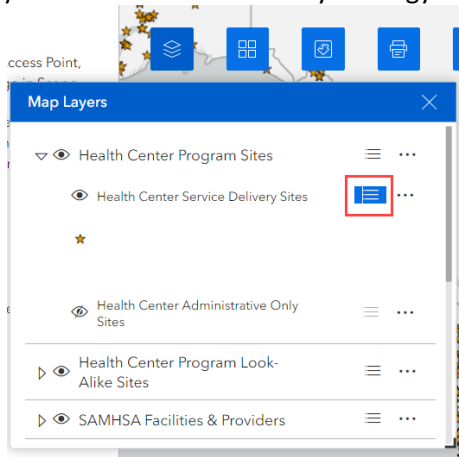 ccess Point,
Map Layers
Health Center Program Sites
Health Center Service Delivery Sites
Health Center Administrative Only
Sites
Health Center Program Look-
Alike Sites
SAMHSA Facilities & Providers